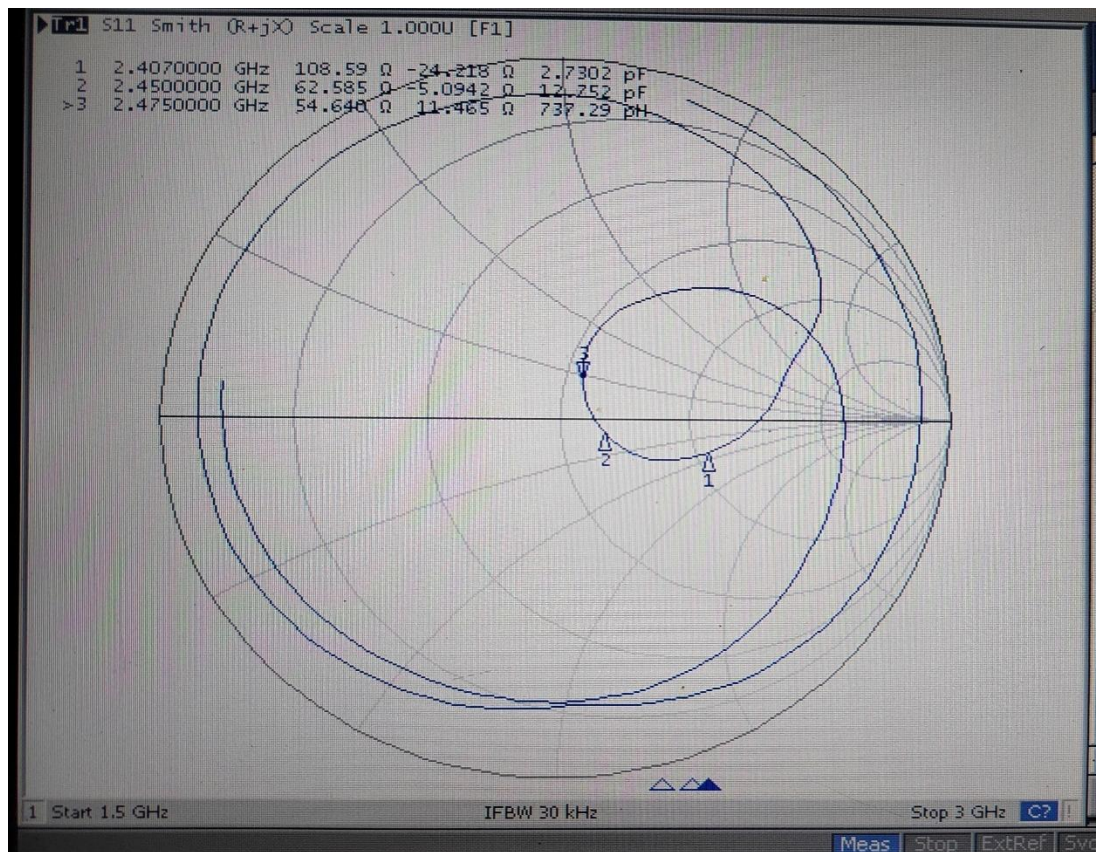 Tr1 S11 Smith (R+jX) Scale 1.000U [F1]
1 2.4070000 GHz 108.59 Ω -24.218 Ω 2.7302 pF
2 2.4500000 GHz 62.585 Ω -5.0942 Ω 12.752 pF
>3 2.4750000 GHz 54.640 Ω 11.465 Ω 737.29 pH
3
2
1
1 Start 1.5 GHz IFBW 30 kHz Stop 3 GHz C? !
Meas Stop ExtRef Svc